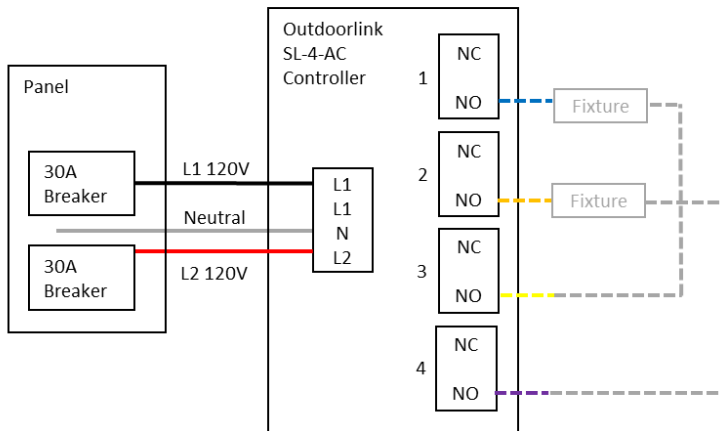 Outdoorlink
SL-4-AC
Controller
Panel
30A
Breaker
30A
Breaker
L1 120V
Neutral
L2 120V
L1
L1
N
L2
1
NC
NO
2
NC
NO
3
NC
NO
4
NC
NO
Fixture
Fixture